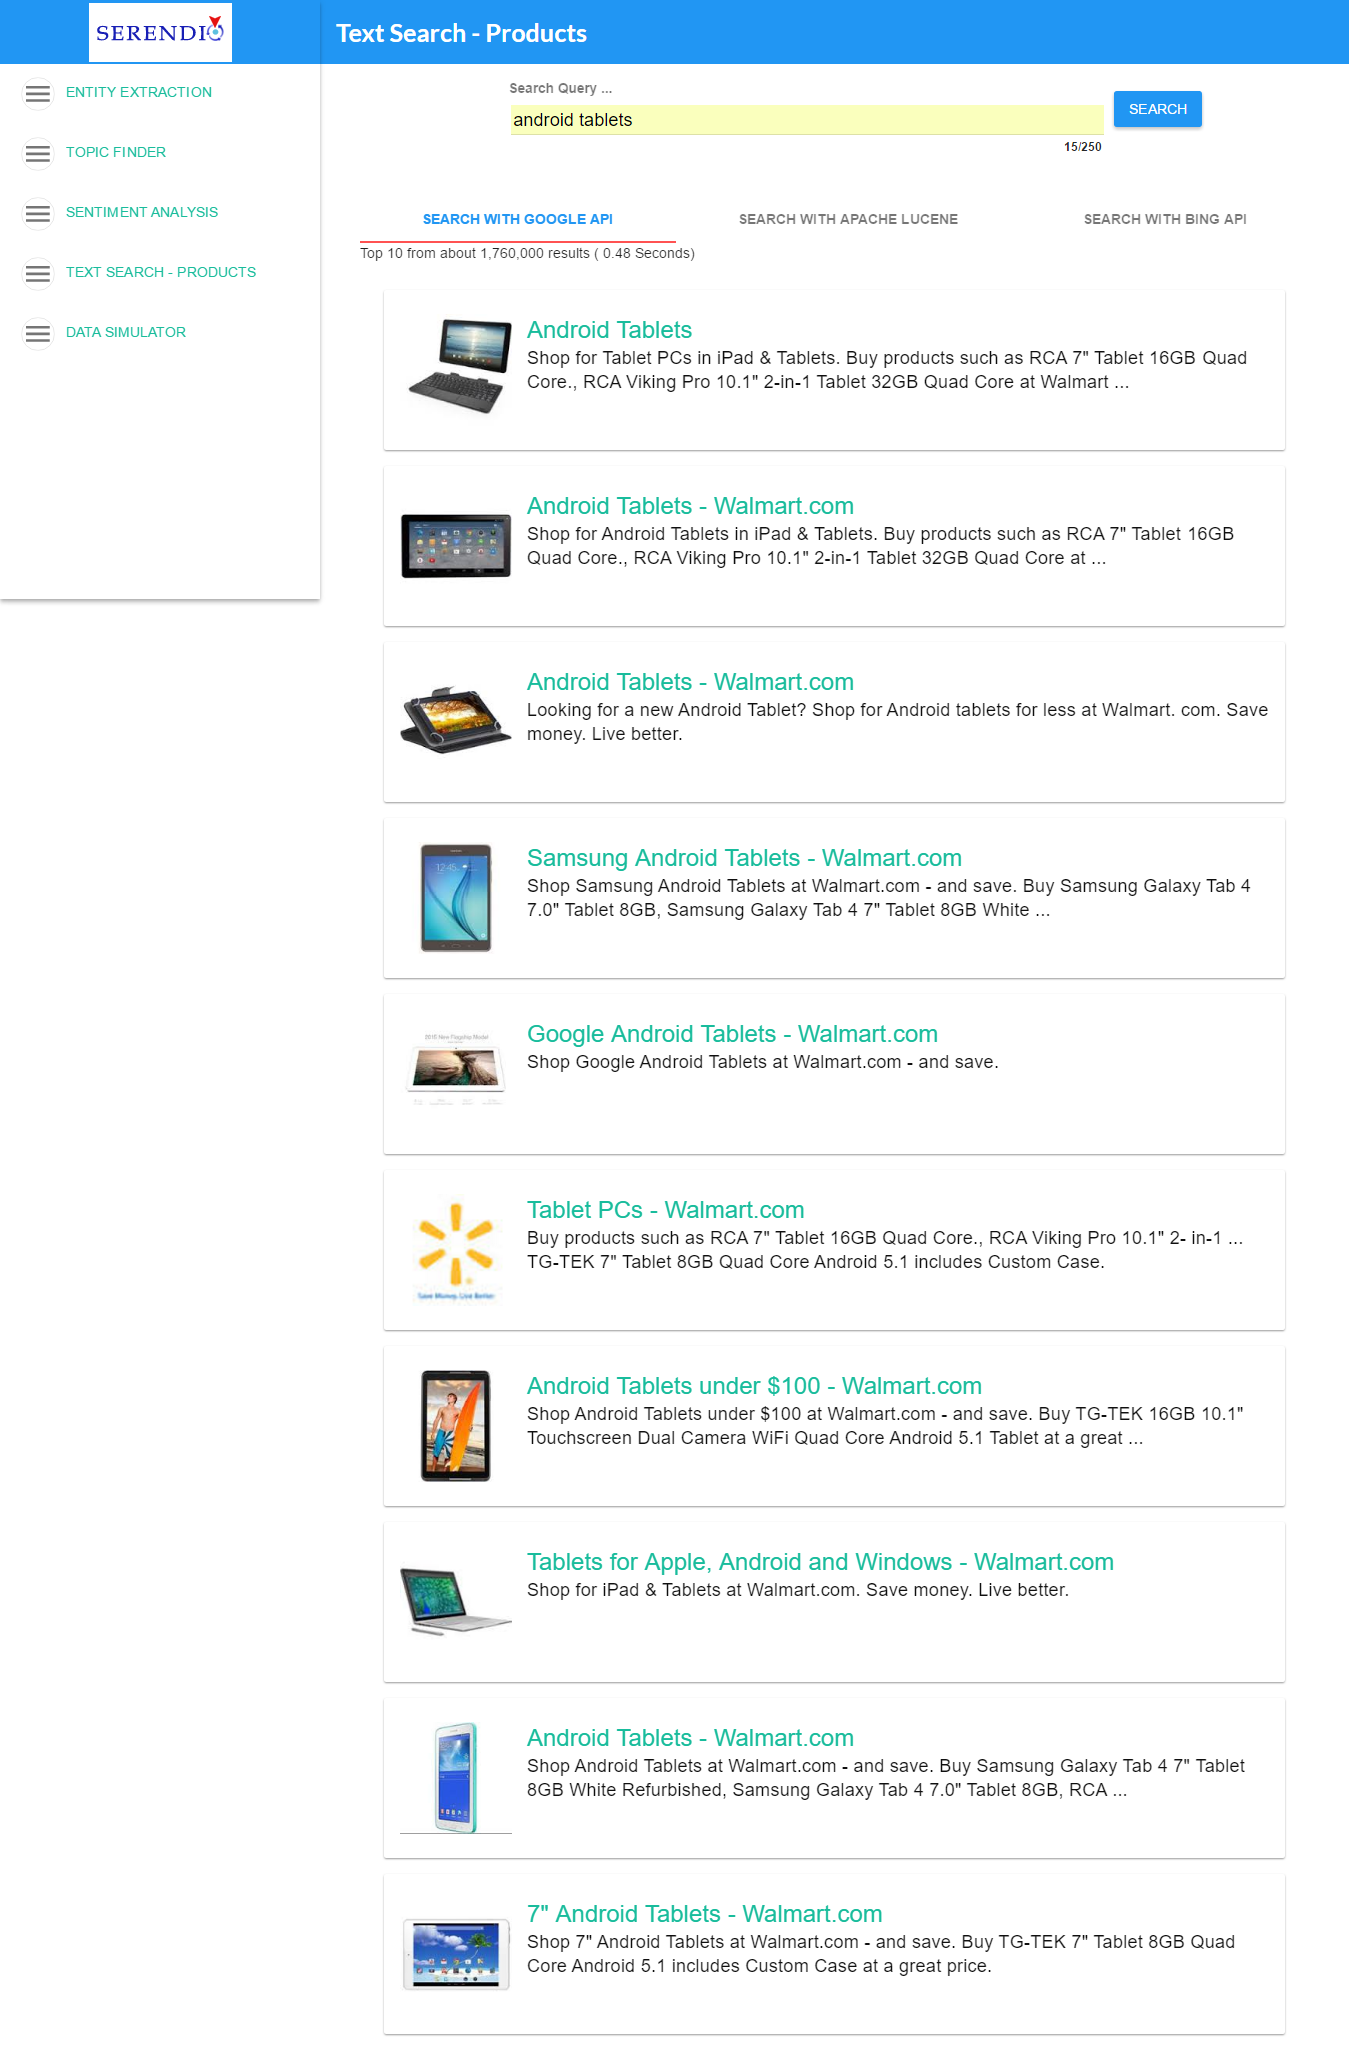 SERENDIO
Text Search - Products
ENTITY EXTRACTION
TOPIC FINDER
SENTIMENT ANALYSIS
TEXT SEARCH - PRODUCTS
DATA SIMULATOR
Search Query ...
android tablets
SEARCH
15/250
SEARCH WITH GOOGLE API
SEARCH WITH APACHE LUCENE
SEARCH WITH BING API
Top 10 from about 1,760,000 results ( 0.48 Seconds)
Android Tablets
Shop for Tablet PCs in iPad & Tablets. Buy products such as RCA 7" Tablet 16GB Quad
Core., RCA Viking Pro 10.1" 2-in-1 Tablet 32GB Quad Core at Walmart ...
Android Tablets - Walmart.com
Shop for Android Tablets in iPad & Tablets. Buy products such as RCA 7" Tablet 16GB
Quad Core., RCA Viking Pro 10.1" 2-in-1 Tablet 32GB Quad Core at ...
Android Tablets - Walmart.com
Looking for a new Android Tablet? Shop for Android tablets for less at Walmart. com. Save
money. Live better.
Samsung Android Tablets - Walmart.com
Shop Samsung Android Tablets at Walmart.com - and save. Buy Samsung Galaxy Tab 4
7.0" Tablet 8GB, Samsung Galaxy Tab 4 7" Tablet 8GB White ...
12:45
2015 New Flagship Model
Google Android Tablets - Walmart.com
Shop Google Android Tablets at Walmart.com - and save.
Tablet PCs - Walmart.com
Buy products such as RCA 7" Tablet 16GB Quad Core., RCA Viking Pro 10.1" 2- in-1 ...
TG-TEK 7" Tablet 8GB Quad Core Android 5.1 includes Custom Case.
Save Money. Live Better.
Android Tablets under $100 - Walmart.com
Shop Android Tablets under $100 at Walmart.com - and save. Buy TG-TEK 16GB 10.1"
Touchscreen Dual Camera WiFi Quad Core Android 5.1 Tablet at a great ...
Tablets for Apple, Android and Windows - Walmart.com
Shop for iPad & Tablets at Walmart.com. Save money. Live better.
Android Tablets - Walmart.com
Shop Android Tablets at Walmart.com - and save. Buy Samsung Galaxy Tab 4 7" Tablet
8GB White Refurbished, Samsung Galaxy Tab 4 7.0" Tablet 8GB, RCA ...
7" Android Tablets - Walmart.com
Shop 7" Android Tablets at Walmart.com - and save. Buy TG-TEK 7" Tablet 8GB Quad
Core Android 5.1 includes Custom Case at a great price.